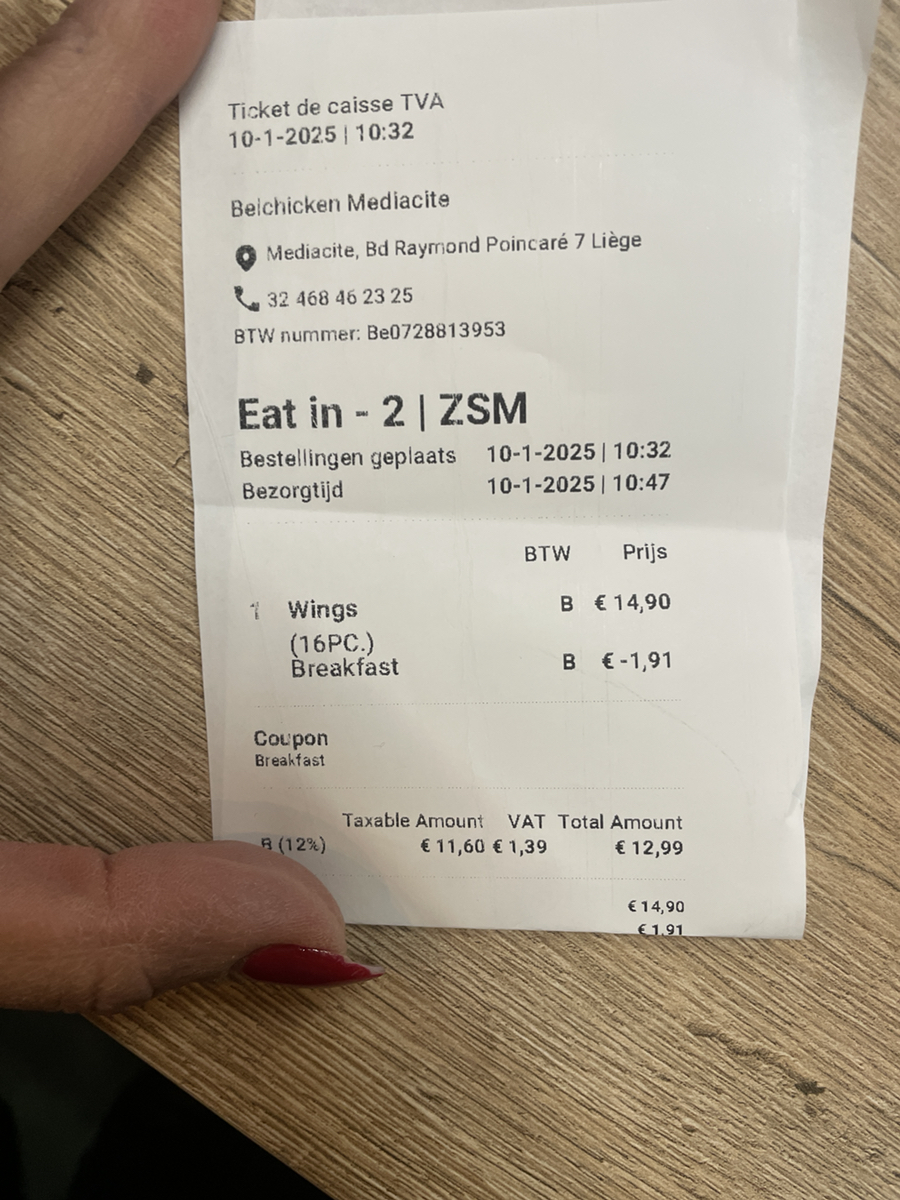 Ticket de caisse TVA
10-1-2025 | 10:32
Belchicken Mediacite
Mediacite, Bd Raymond Poincaré 7 Liège
32 468 46 23 25
BTW nummer: Be0728813953
Eat in - 2 | ZSM
Bestellingen geplaats 10-1-2025 | 10:32
Bezorgtijd 10-1-2025 | 10:47
BTW Prijs
1 Wings B € 14,90
(16PC.)
Breakfast B € -1,91
Coupon
Breakfast
Taxable Amount VAT Total Amount
B (12%) € 11,60 € 1,39 € 12,99
€ 14,90
€ 1,91